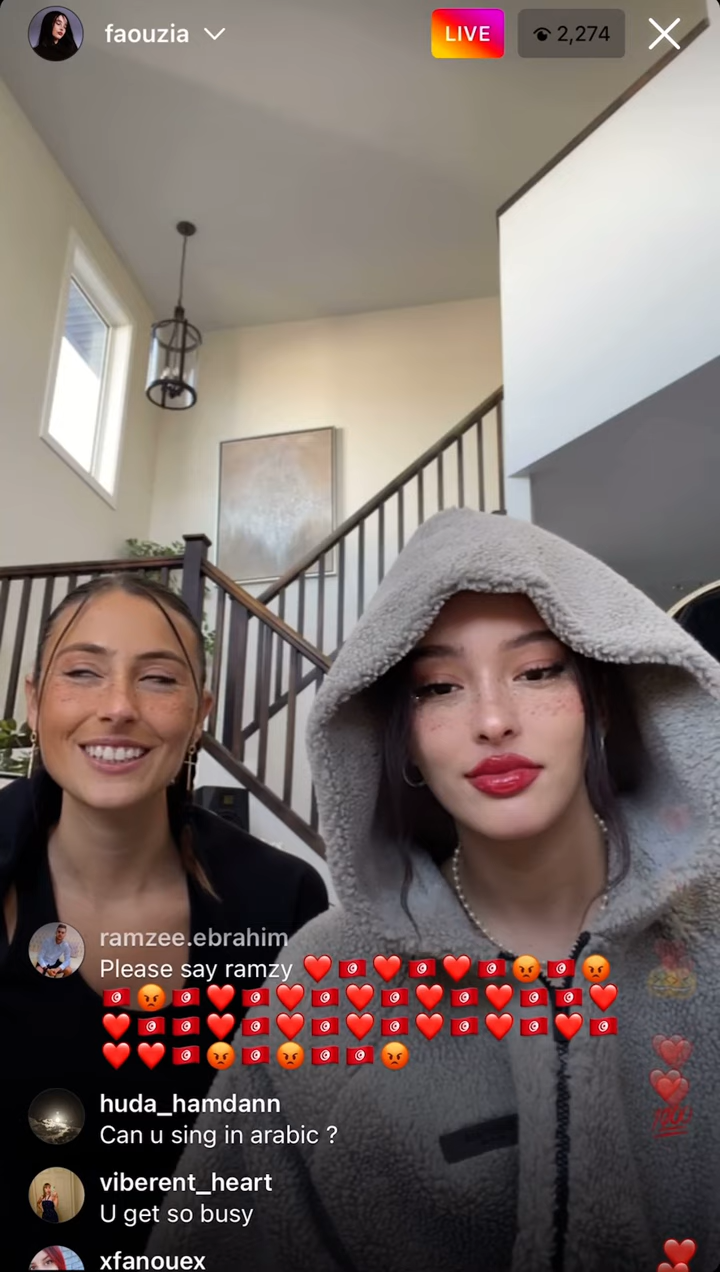 faouzia
LIVE
2,274
ramzee.ebrahim
Please say ramzy ❤️🇹🇳❤️🇹🇳❤️🇹🇳😡🇹🇳😡
🇹🇳😡🇹🇳❤️🇹🇳❤️🇹🇳❤️🇹🇳❤️🇹🇳❤️🇹🇳🇹🇳❤️
❤️🇹🇳🇹🇳❤️🇹🇳❤️🇹🇳❤️🇹🇳❤️🇹🇳❤️🇹🇳❤️🇹🇳
❤️❤️🇹🇳😡🇹🇳😡🇹🇳🇹🇳😡
huda_hamdann
Can u sing in arabic ?
viberent_heart
U get so busy
xfanouex